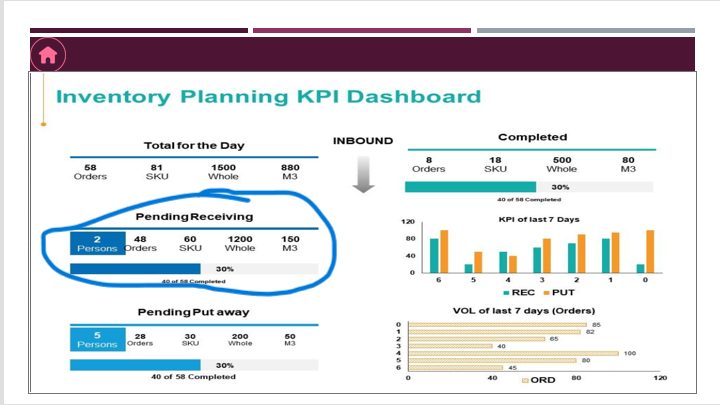 Inventory Planning KPI Dashboard
Total for the Day
58 81 1500 880
Orders SKU Whole M3
INBOUND
Completed
8 18 500 80
Orders SKU Whole M3
30%
40 of 58 Completed
Pending Receiving
2 48 60 1200 150
Persons Orders SKU Whole M3
30%
40 of 58 Completed
KPI of last 7 Days
120
80
40
0
6 5 4 3 2 1 0
REC PUT
Pending Put away
5 28 30 200 50
Persons Orders SKU Whole M3
30%
40 of 58 Completed
VOL of last 7 days (Orders)
0 85
1 82
2 65
3 40
4 100
5 80
6 45
0 40 80 120
ORD